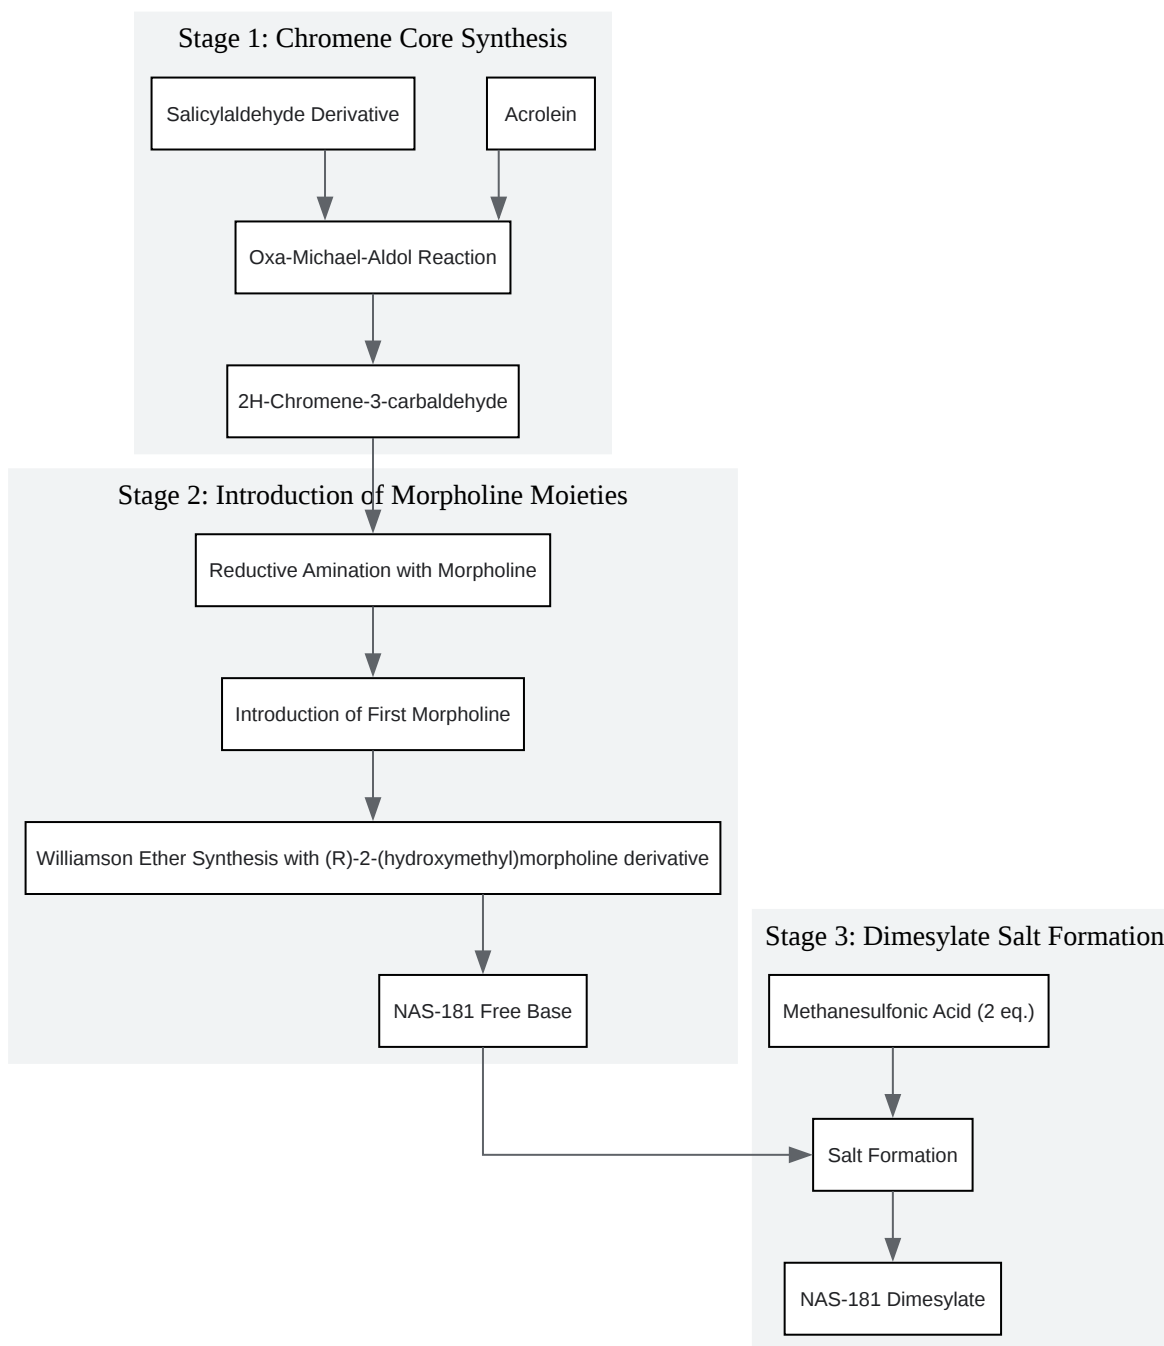 Stage 1: Chromene Core Synthesis
Salicylaldehyde Derivative
Acrolein
Oxa-Michael-Aldol Reaction
2H-Chromene-3-carbaldehyde
Stage 2: Introduction of Morpholine Moieties
Reductive Amination with Morpholine
Introduction of First Morpholine
Williamson Ether Synthesis with (R)-2-(hydroxymethyl)morpholine derivative
NAS-181 Free Base
Stage 3: Dimesylate Salt Formation
Methanesulfonic Acid (2 eq.)
Salt Formation
NAS-181 Dimesylate